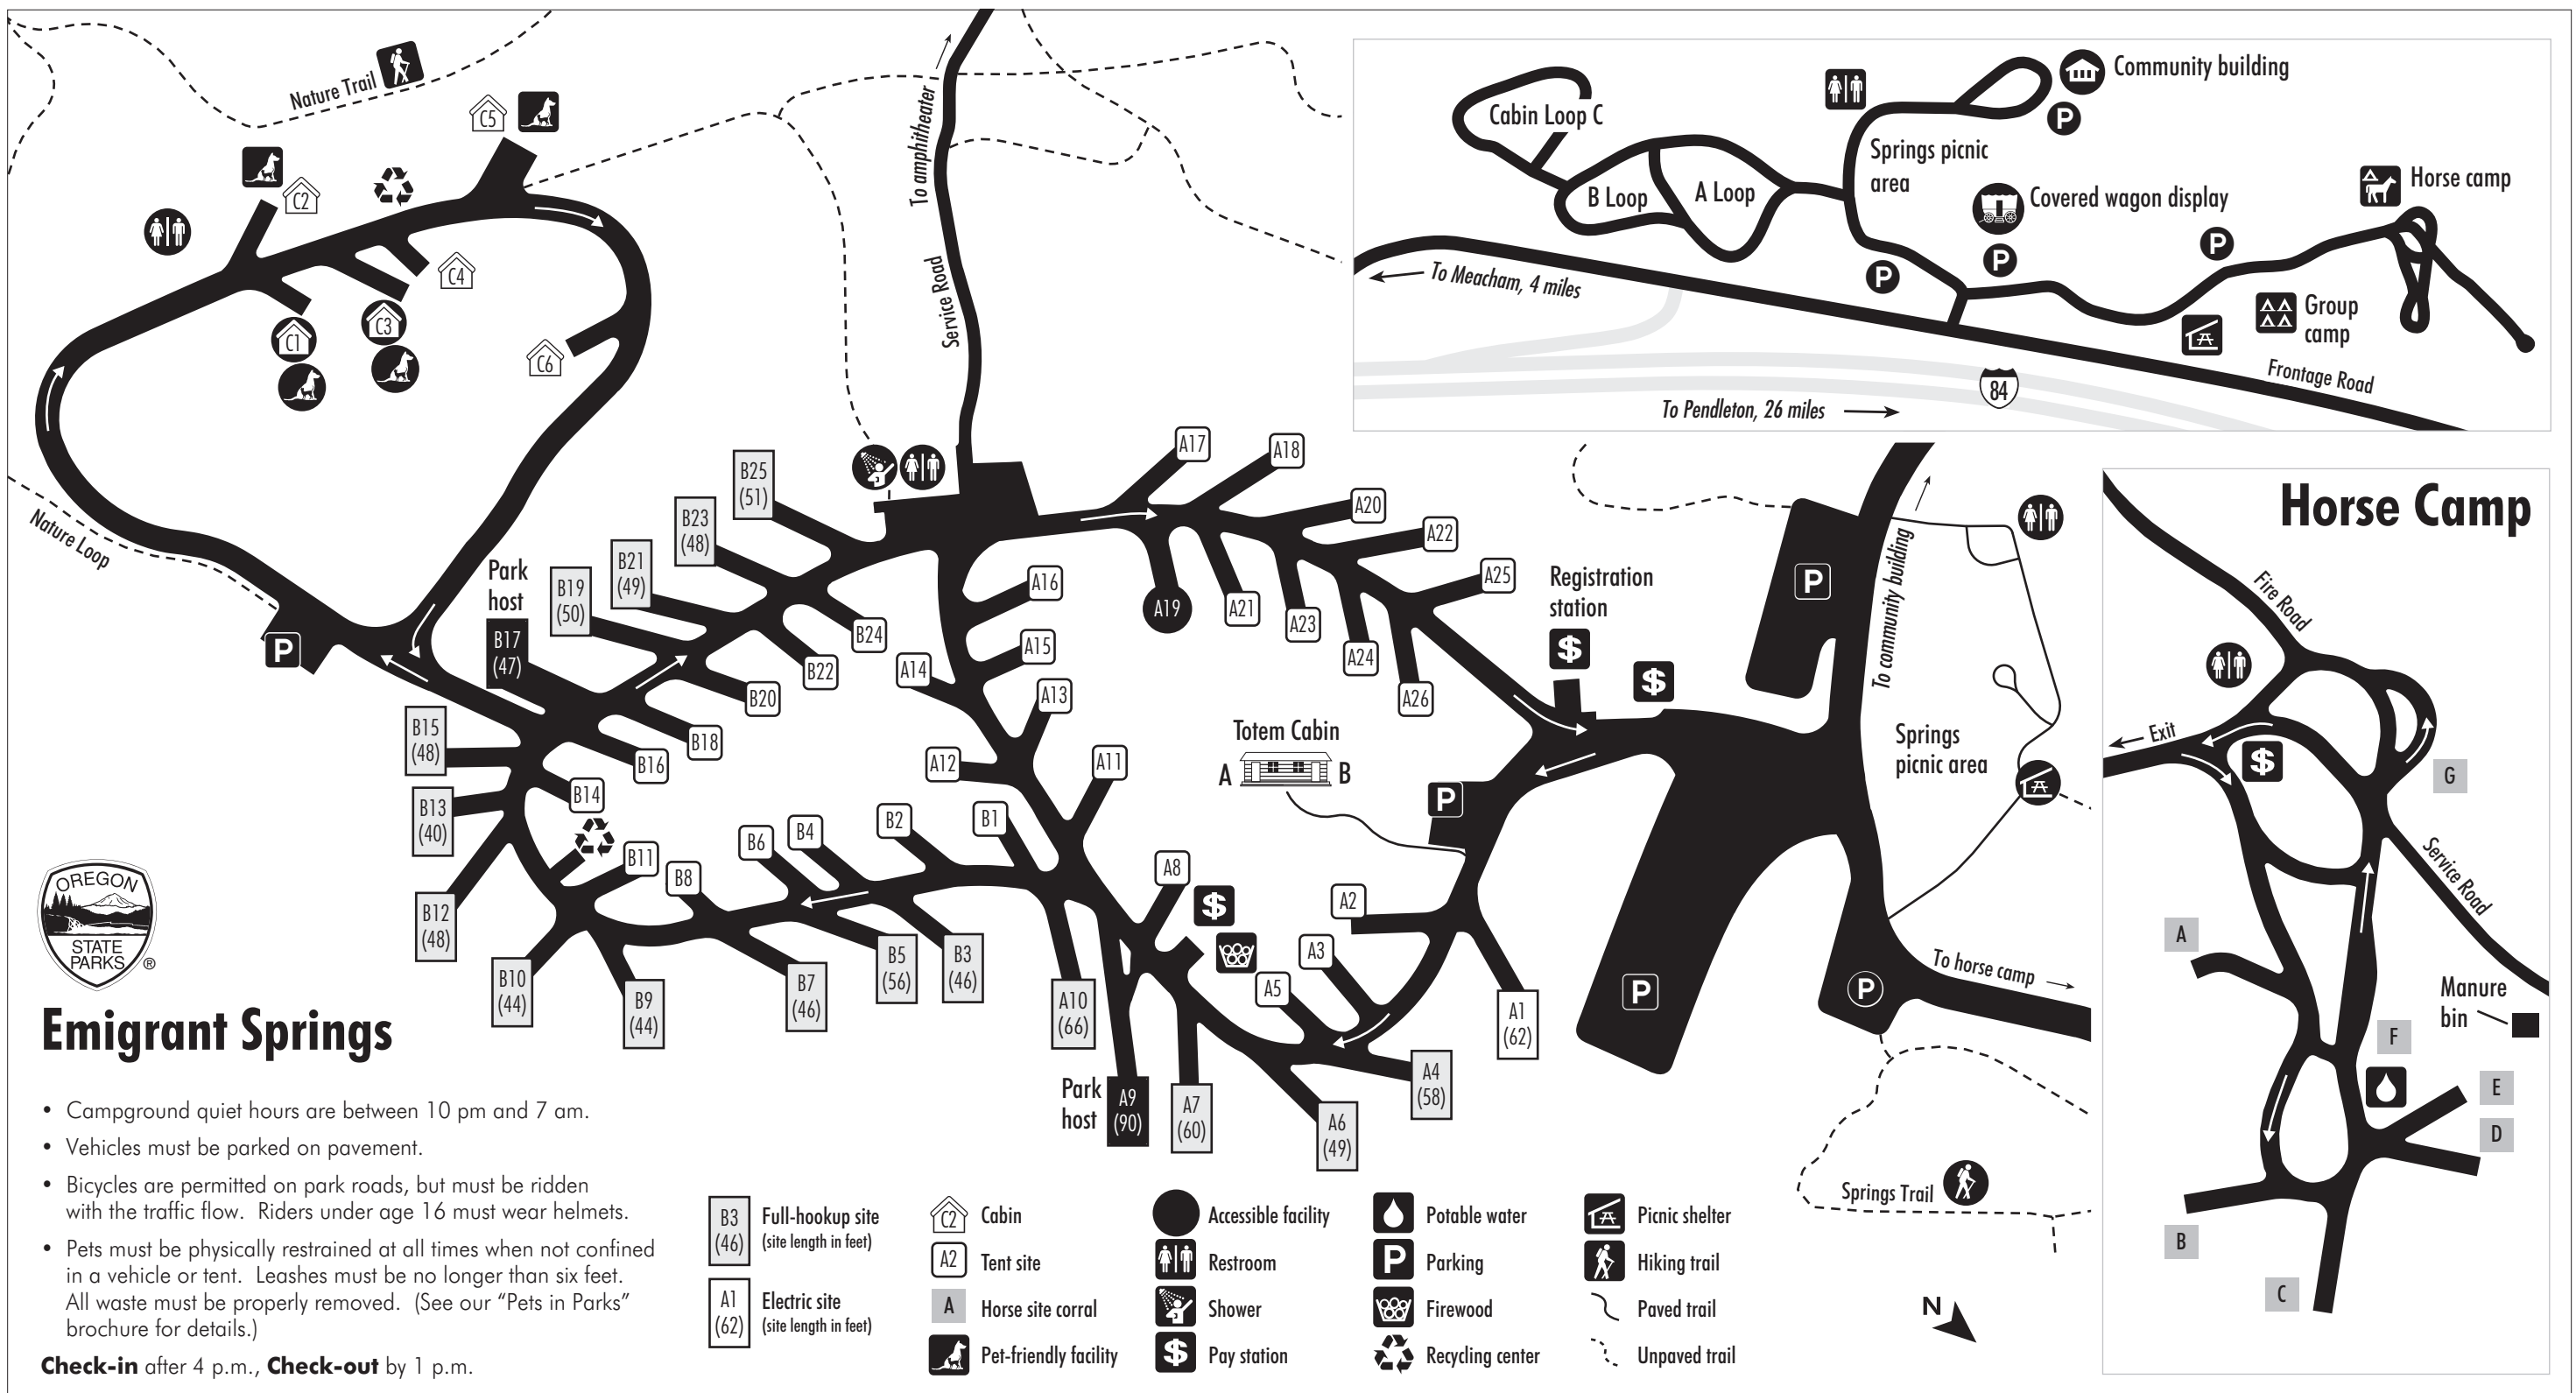 Nature Trail
C5
C2
C4
C1
C3
C6
Nature Loop
P
To amphitheater
Service Road
Cabin Loop C
B Loop
A Loop
Springs picnic
area
Community building
P
Covered wagon display
P
P
P
Horse camp
Group
camp
To Meacham, 4 miles
To Pendleton, 26 miles
84
Frontage Road
Park
host
B17
(47)
B25
(51)
B23
(48)
B21
(49)
B19
(50)
B24
B22
B20
B18
B16
B15
(48)
B13
(40)
B14
B12
(48)
B11
B10
(44)
B9
(44)
B8
B7
(46)
B6
B4
B5
(56)
B3
(46)
B2
B1
A17
A18
A20
A22
A25
A19
A21
A23
A24
A26
A16
A15
A14
A13
A12
A11
A10
(66)
Park
host
A9
(90)
A8
$
A7
(60)
A6
(49)
A5
A3
A4
(58)
A2
A1
(62)
Totem Cabin
A
B
P
Registration
station
$
$
P
P
P
To community building
Springs
picnic area
To horse camp
Springs Trail
N
Horse Camp
Fire Road
Exit
$
G
Service Road
A
Manure
bin
F
E
D
B
C
OREGON
STATE
PARKS
®
Emigrant Springs
• Campground quiet hours are between 10 pm and 7 am.
• Vehicles must be parked on pavement.
• Bicycles are permitted on park roads, but must be ridden
with the traffic flow. Riders under age 16 must wear helmets.
• Pets must be physically restrained at all times when not confined
in a vehicle or tent. Leashes must be no longer than six feet.
All waste must be properly removed. (See our “Pets in Parks”
brochure for details.)
Check-in after 4 p.m., Check-out by 1 p.m.
B3
(46)
Full-hookup site
(site length in feet)
A1
(62)
Electric site
(site length in feet)
C2
Cabin
A2
Tent site
A
Horse site corral
Pet-friendly facility
Accessible facility
Restroom
Shower
$
Pay station
Potable water
P
Parking
Firewood
Recycling center
Picnic shelter
Hiking trail
Paved trail
Unpaved trail